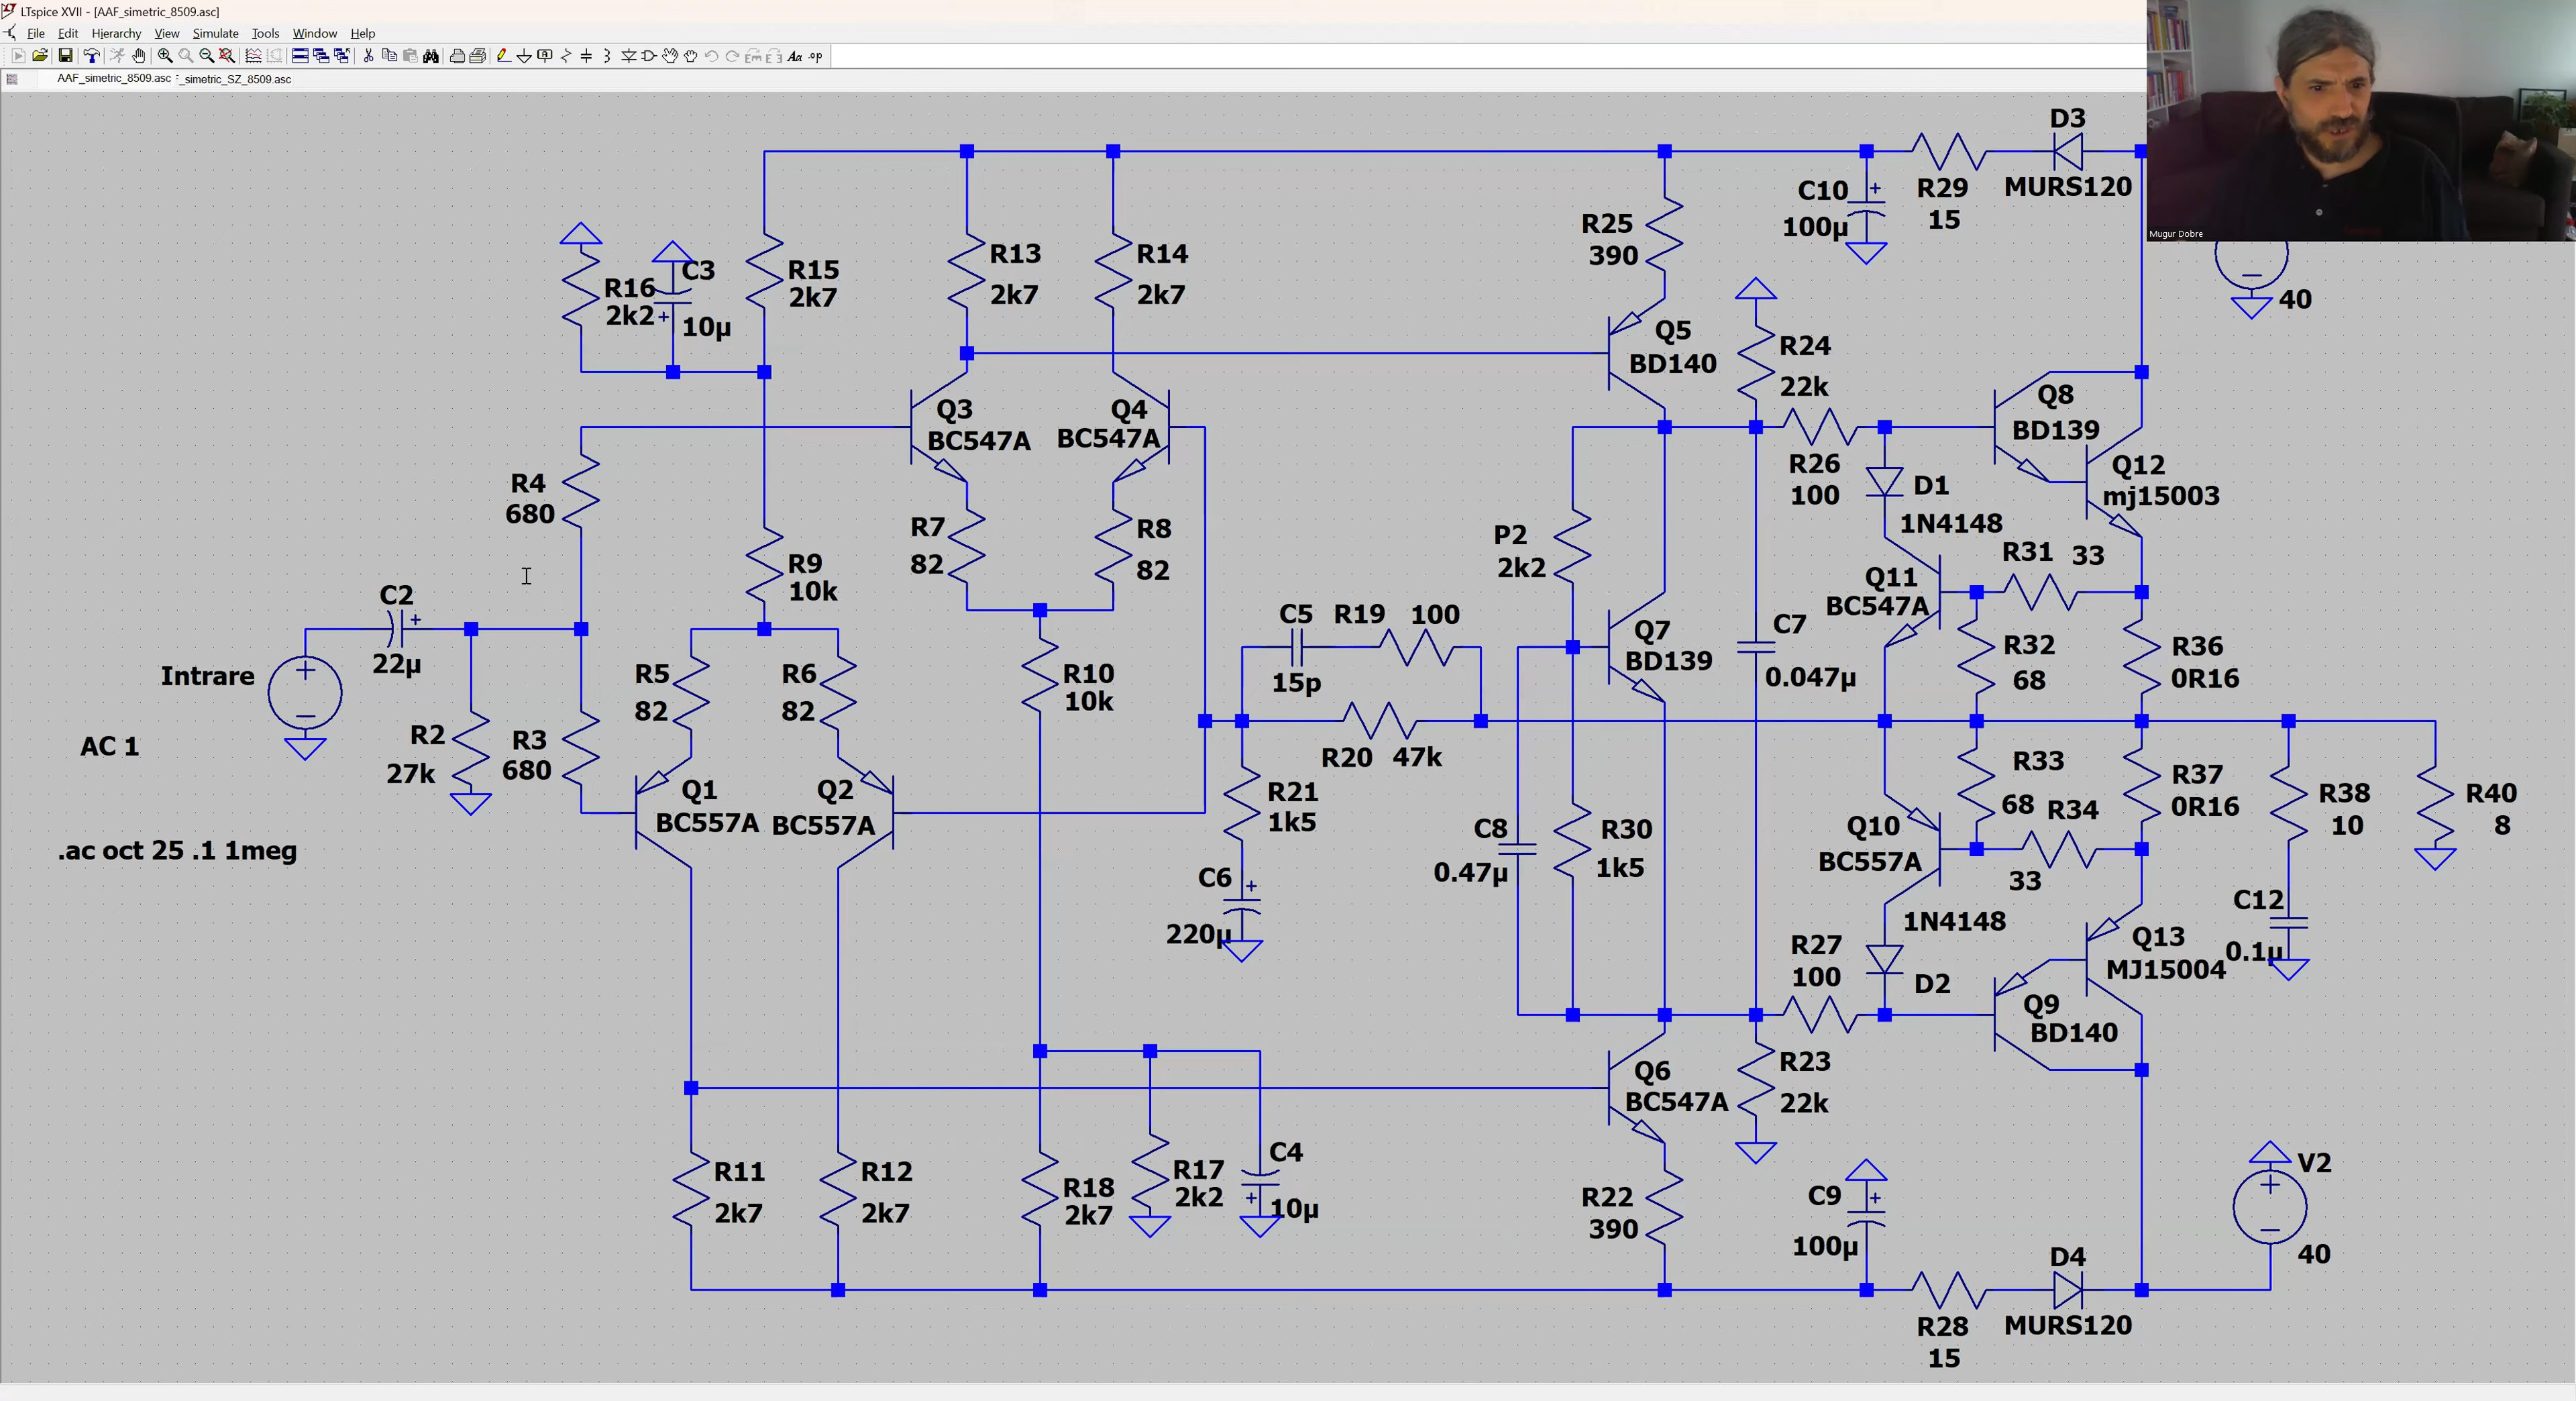 LTspice XVII - [AAF_simetric_8509.asc]
File Edit Hierarchy View Simulate Tools Window Help
AAF_simetric_8509.asc
_simetric_SZ_8509.asc
Mugur Dobre
D3
MURS120
R29
15
C10
100µ
40
R25
390
R16
2k2
C3
10µ
R15
2k7
R13
2k7
R14
2k7
Q5
BD140
R24
22k
Q8
BD139
Q3
BC547A
Q4
BC547A
R26
100
D1
1N4148
Q12
mj15003
R4
680
R7
82
R8
82
P2
2k2
R31 33
R9
10k
Q11
BC547A
C2
22µ
C5
15p
R19 100
Q7
BD139
C7
0.047µ
R32
68
R36
0R16
Intrare
R5
82
R6
82
R10
10k
AC 1
R2
27k
R3
680
R20 47k
R33
68
R34
33
R37
0R16
R38
10
R40
8
Q1
BC557A
Q2
BC557A
R21
1k5
C8
0.47µ
R30
1k5
Q10
BC557A
.ac oct 25 .1 1meg
C6
220µ
1N4148
D2
C12
0.1µ
Q13
MJ15004
R27
100
Q9
BD140
Q6
BC547A
R23
22k
R11
2k7
R12
2k7
R18
2k7
R17
2k2
C4
10µ
R22
390
C9
100µ
V2
40
D4
MURS120
R28
15